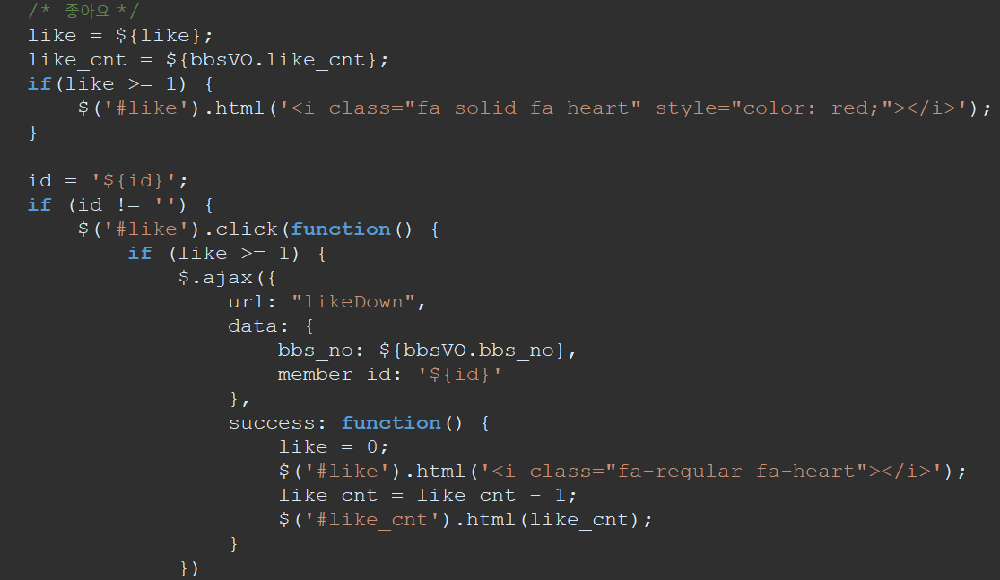 /* 좋아요 */
like = ${like};
like_cnt = ${bbsVO.like_cnt};
if(like >= 1) {
    $('#like').html('<i class="fa-solid fa-heart" style="color: red;"></i>');
}

id = '${id}';
if (id != '') {
    $('#like').click(function() {
        if (like >= 1) {
            $.ajax({
                url: "likeDown",
                data: {
                    bbs_no: ${bbsVO.bbs_no},
                    member_id: '${id}'
                },
                success: function() {
                    like = 0;
                    $('#like').html('<i class="fa-regular fa-heart"></i>');
                    like_cnt = like_cnt - 1;
                    $('#like_cnt').html(like_cnt);
                }
            })